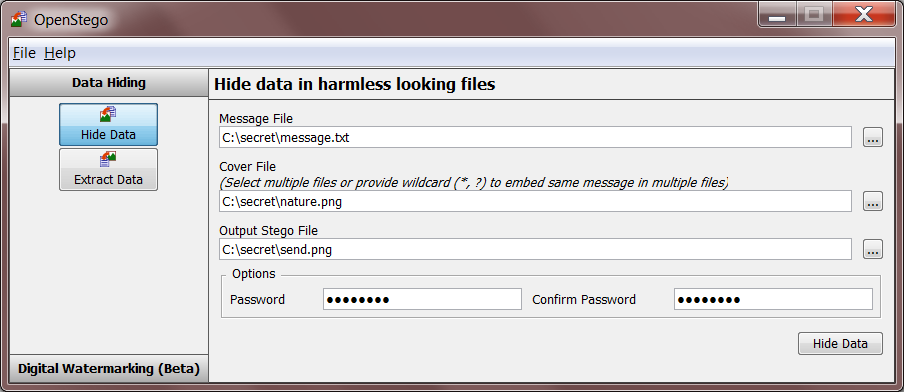 OpenStego
File Help
Data Hiding
Hide Data
Extract Data
Digital Watermarking (Beta)
Hide data in harmless looking files
Message File
C:\secret\message.txt
...
Cover File
(Select multiple files or provide wildcard (*, ?) to embed same message in multiple files)
C:\secret\nature.png
...
Output Stego File
C:\secret\send.png
...
Options
Password ●●●●●●●● Confirm Password ●●●●●●●●
Hide Data